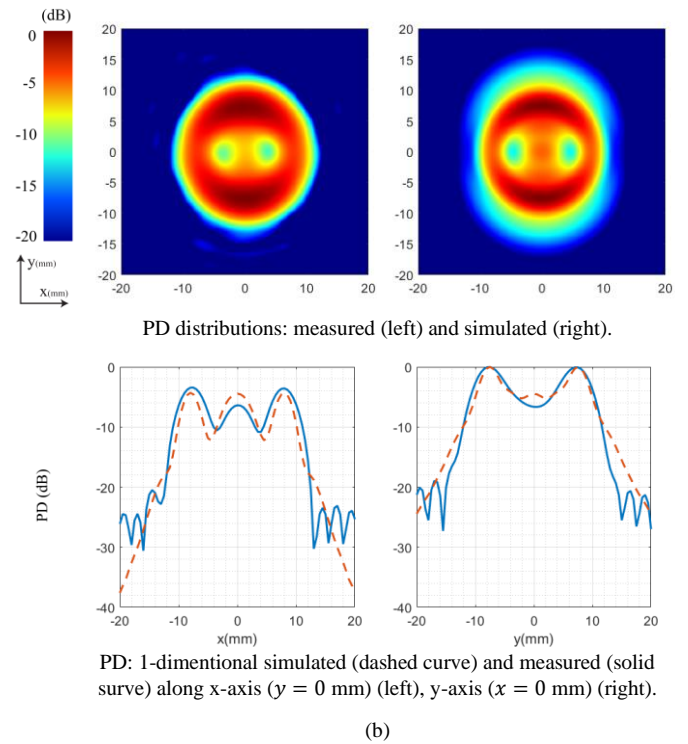 (dB)
0
-5
-10
-15
-20
y(mm)
x(mm)
20
15
10
5
0
-5
-10
-15
-20
-20 -10 0 10 20
20
15
10
5
0
-5
-10
-15
-20
-20 -10 0 10 20
PD distributions: measured (left) and simulated (right).
PD (dB)
0
-10
-20
-30
-40
-20 -10 0 10 20
x(mm)
0
-10
-20
-30
-40
-20 -10 0 10 20
y(mm)
PD: 1-dimentional simulated (dashed curve) and measured (solid
surve) along x-axis (y = 0 mm) (left), y-axis (x = 0 mm) (right).
(b)